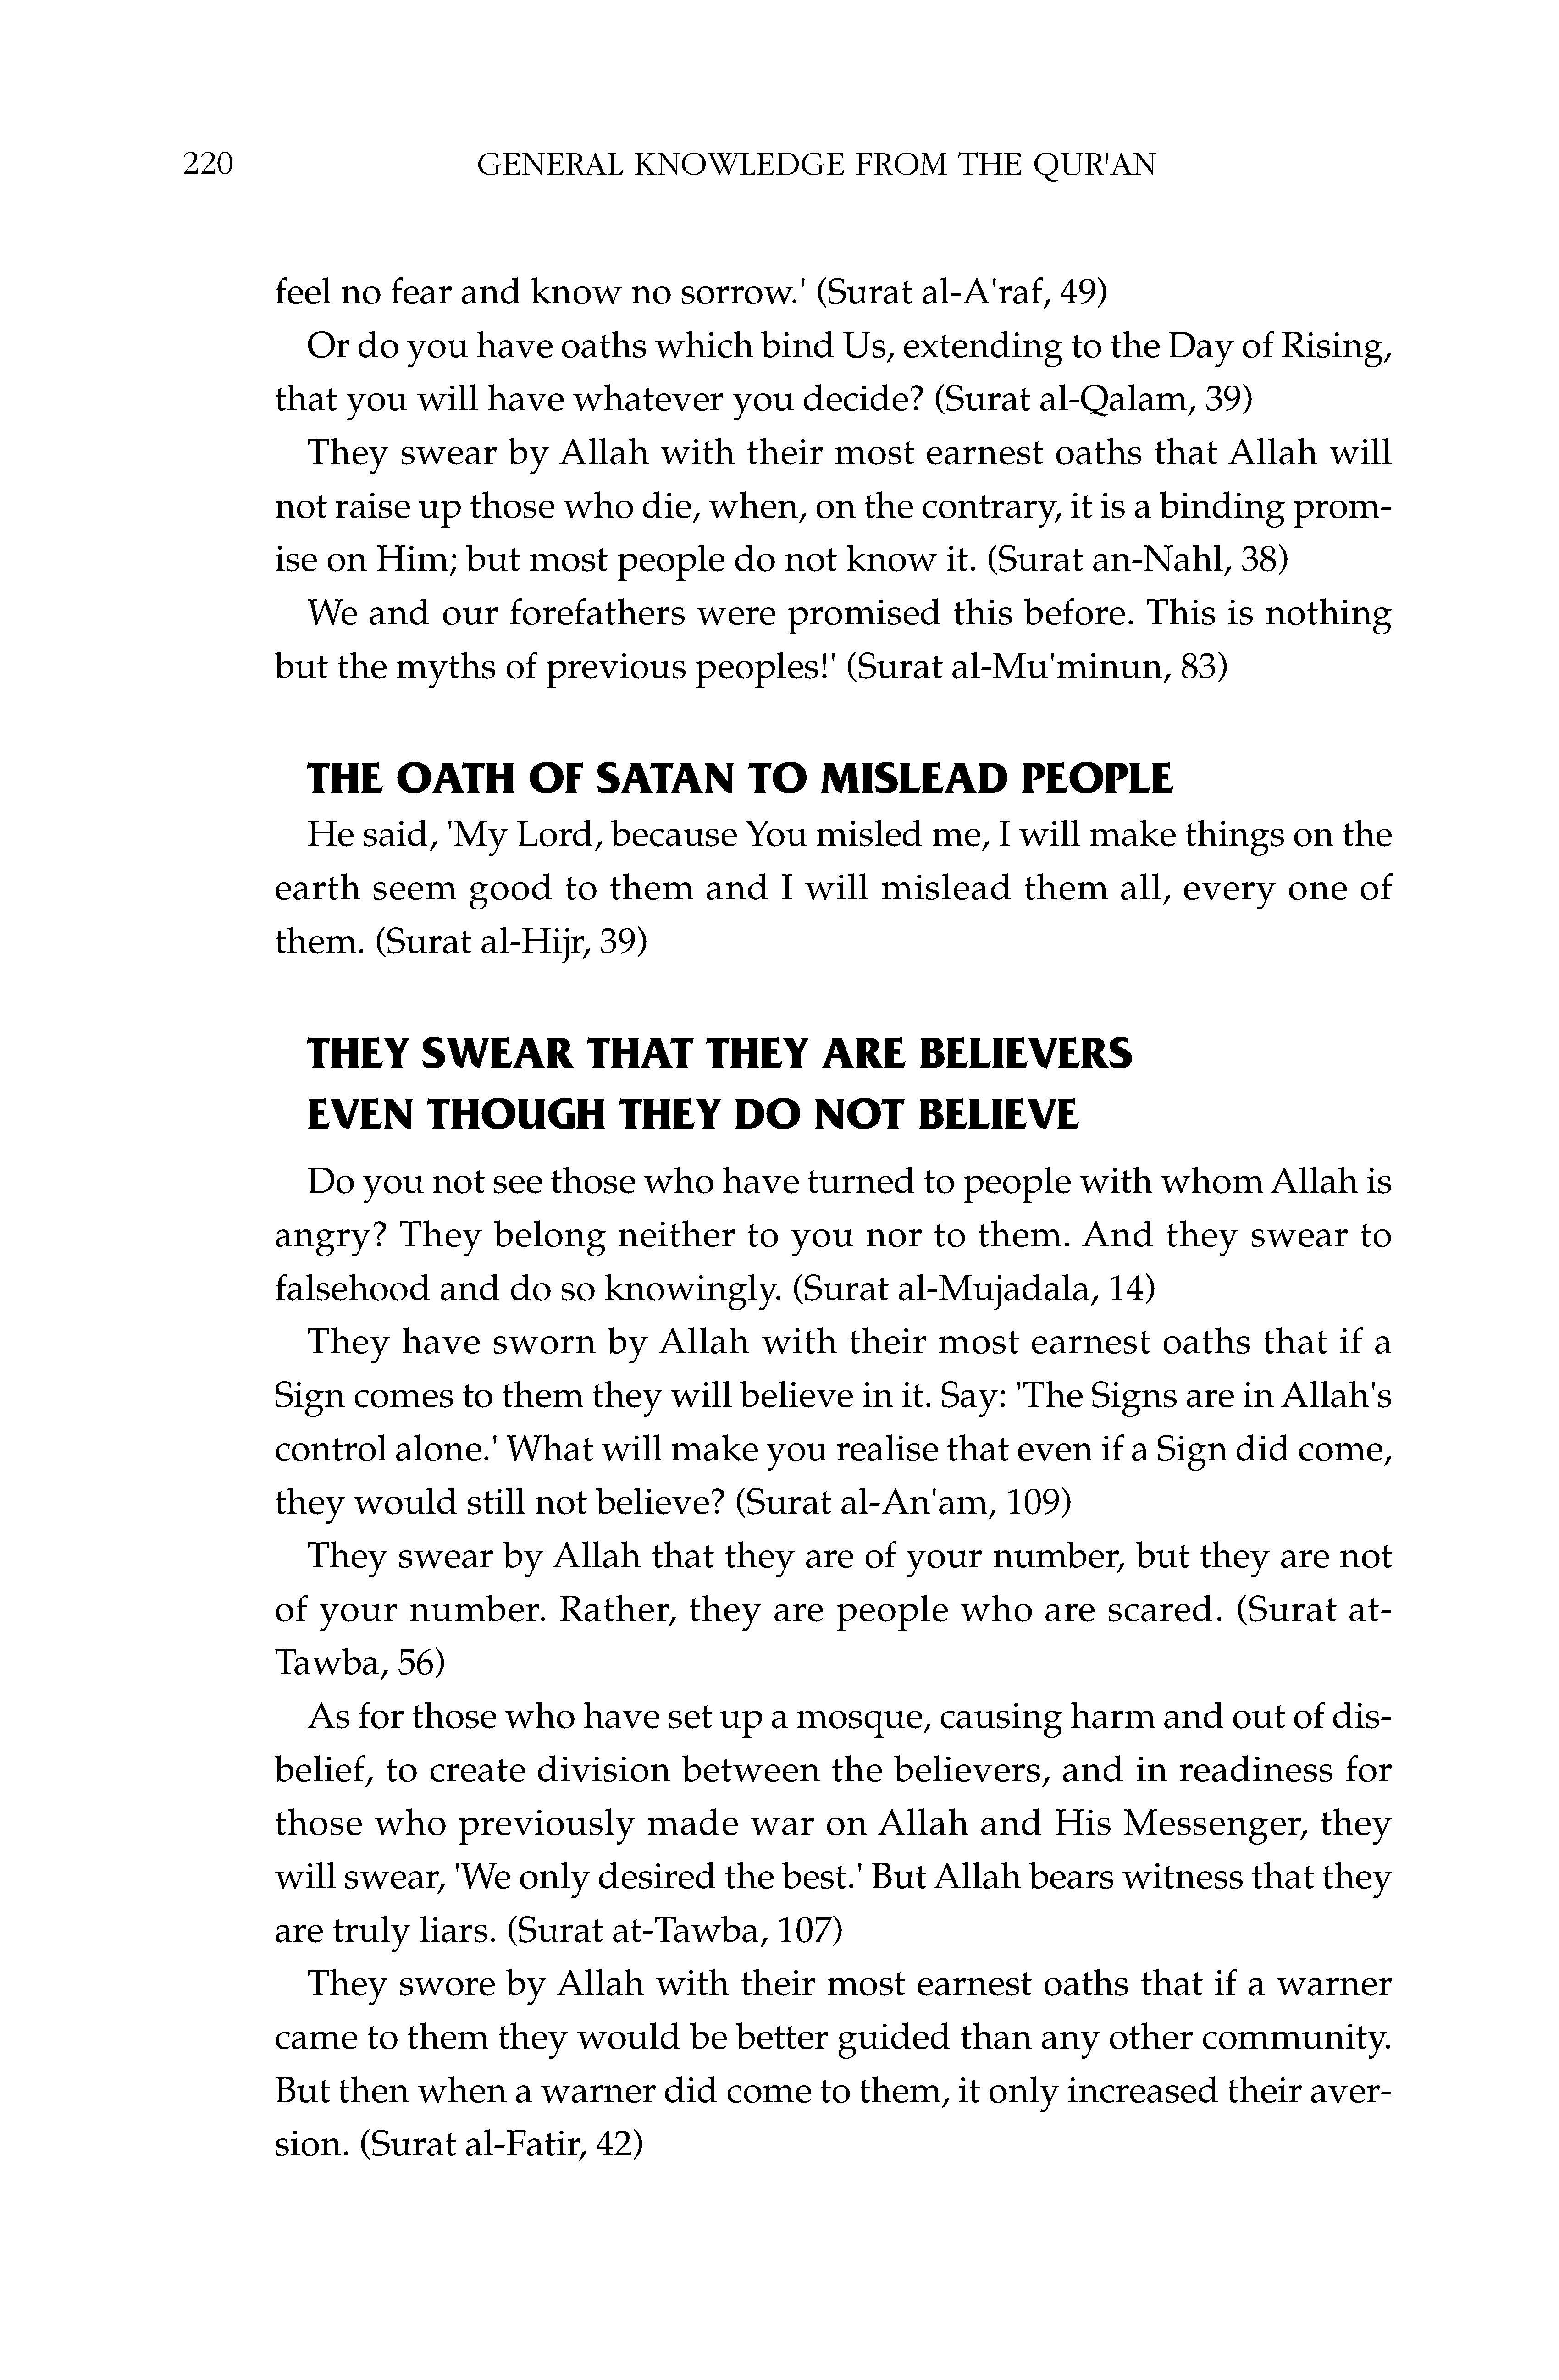 220 GENERAL KNOWLEDGE FROM THE QUR'AN
feel no fear and know no sorrow.' (Surat al-A'raf, 49)
Or do you have oaths which bind Us, extending to the Day of Rising,
that you will have whatever you decide? (Surat al-Qalam, 39)
They swear by Allah with their most earnest oaths that Allah will
not raise up those who die, when, on the contrary, it is a binding prom-
ise on Him; but most people do not know it. (Surat an-Nahl, 38)
We and our forefathers were promised this before. This is nothing
but the myths of previous peoples!' (Surat al-Mu'minun, 83)
THE OATH OF SATAN TO MISLEAD PEOPLE
He said, 'My Lord, because You misled me, I will make things on the
earth seem good to them and I will mislead them all, every one of
them. (Surat al-Hijr, 39)
THEY SWEAR THAT THEY ARE BELIEVERS
EVEN THOUGH THEY DO NOT BELIEVE
Do you not see those who have turned to people with whom Allah is
angry? They belong neither to you nor to them. And they swear to
falsehood and do so knowingly. (Surat al-Mujadala, 14)
They have sworn by Allah with their most earnest oaths that if a
Sign comes to them they will believe in it. Say: 'The Signs are in Allah's
control alone.' What will make you realise that even if a Sign did come,
they would still not believe? (Surat al-An'am, 109)
They swear by Allah that they are of your number, but they are not
of your number. Rather, they are people who are scared. (Surat at-
Tawba, 56)
As for those who have set up a mosque, causing harm and out of dis-
belief, to create division between the believers, and in readiness for
those who previously made war on Allah and His Messenger, they
will swear, 'We only desired the best.' But Allah bears witness that they
are truly liars. (Surat at-Tawba, 107)
They swore by Allah with their most earnest oaths that if a warner
came to them they would be better guided than any other community.
But then when a warner did come to them, it only increased their aver-
sion. (Surat al-Fatir, 42)